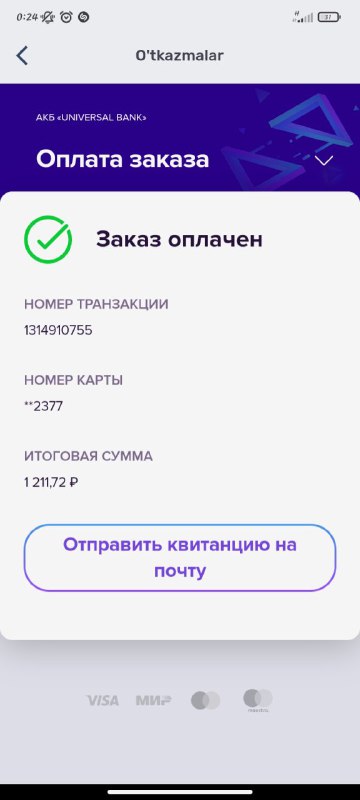 0:24
37
O'tkazmalar
АКБ «UNIVERSAL BANK»
Оплата заказа
Заказ оплачен
НОМЕР ТРАНЗАКЦИИ
1314910755
НОМЕР КАРТЫ
**2377
ИТОГОВАЯ СУММА
1 211,72 ₽
Отправить квитанцию на
почту
VISA МИР
maestro